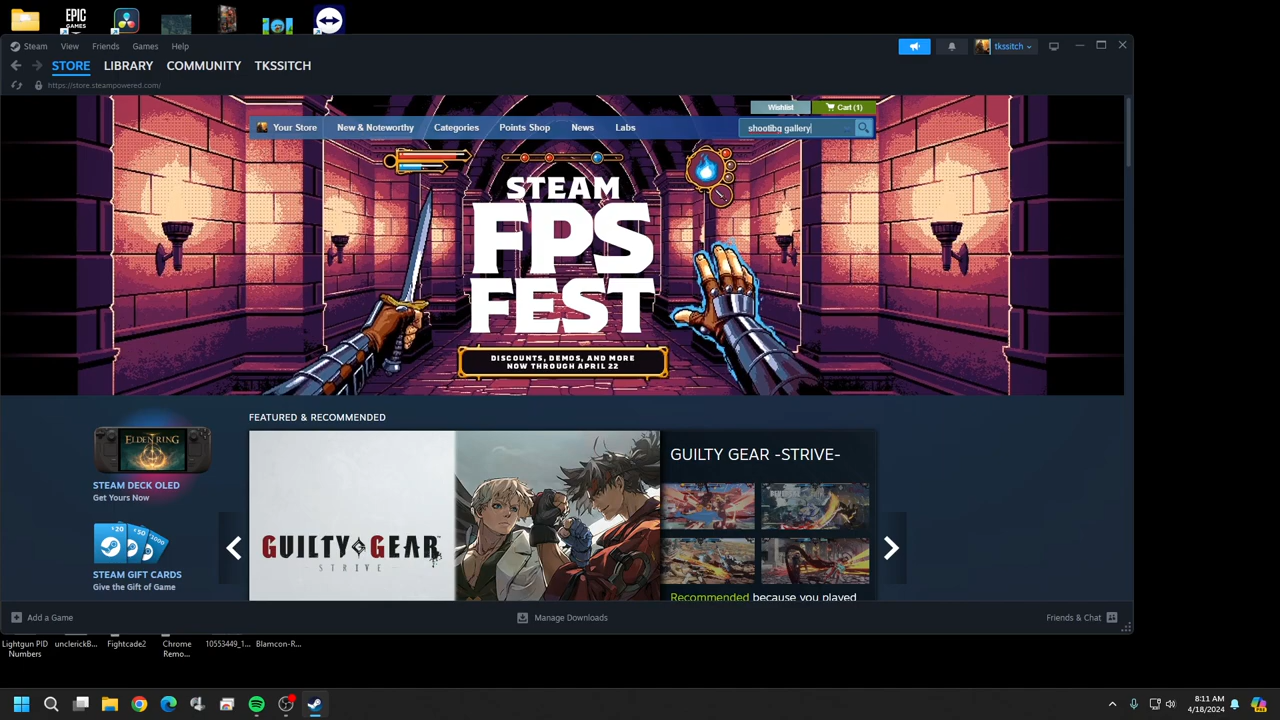 EPIC
GAMES
Steam View Friends Games Help
tkssitch
STORE LIBRARY COMMUNITY TKSSITCH
https://store.steampowered.com/
Wishlist Cart (1)
Your Store New & Noteworthy Categories Points Shop News Labs
shootibg gallery
STEAM
FPS
FEST
DISCOUNTS, DEMOS, AND MORE
NOW THROUGH APRIL 22
FEATURED & RECOMMENDED
ELDEN RING
STEAM DECK OLED
Get Yours Now
GUILTY GEAR -STRIVE-
GUILTY GEAR
- STRIVE -
STEAM GIFT CARDS
Give the Gift of Game
Recommended because you played
Add a Game Manage Downloads Friends & Chat
Lightgun PID
Numbers
unclerickB...
Fightcade2
Chrome
Remo...
10553449_1...
Blamcon-R...
8:11 AM
4/18/2024